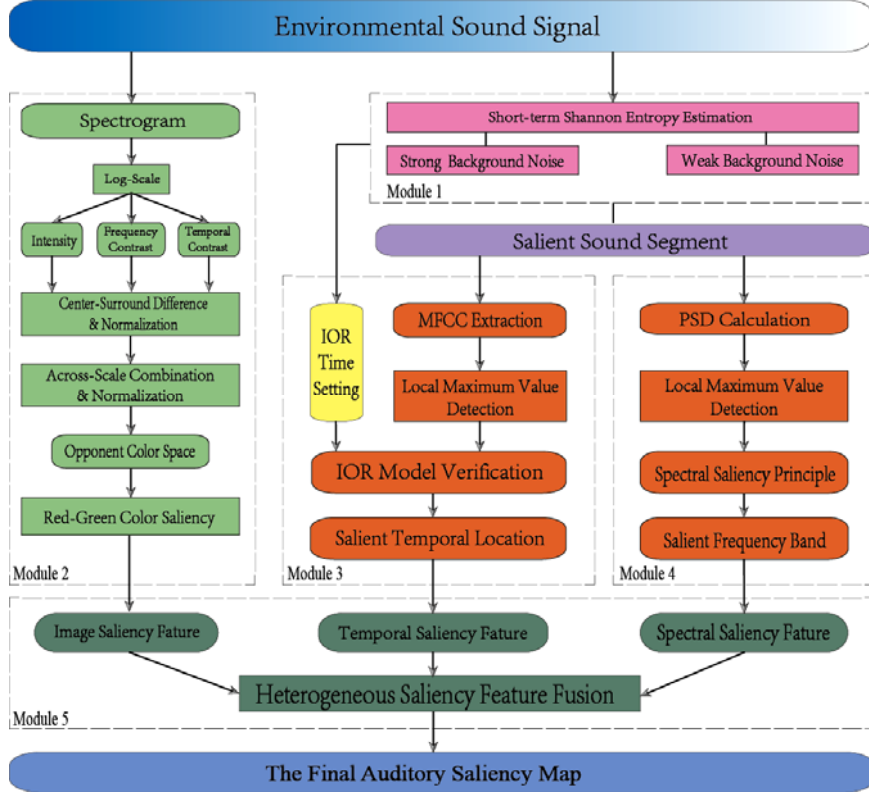 Environmental Sound Signal
Spectrogram
Log-Scale
Intensity
Frequency
Contrast
Temporal
Contrast
Center-Surround Difference
& Normalization
Across-Scale Combination
& Normalization
Opponent Color Space
Red-Green Color Saliency
Module 2
Short-term Shannon Entropy Estimation
Strong Background Noise
Weak Background Noise
Module 1
Salient Sound Segment
IOR
Time
Setting
MFCC Extraction
Local Maximum Value
Detection
IOR Model Verification
Salient Temporal Location
Module 3
PSD Calculation
Local Maximum Value
Detection
Spectral Saliency Principle
Salient Frequency Band
Module 4
Image Saliency Fature
Temporal Saliency Fature
Spectral Saliency Fature
Heterogeneous Saliency Feature Fusion
Module 5
The Final Auditory Saliency Map